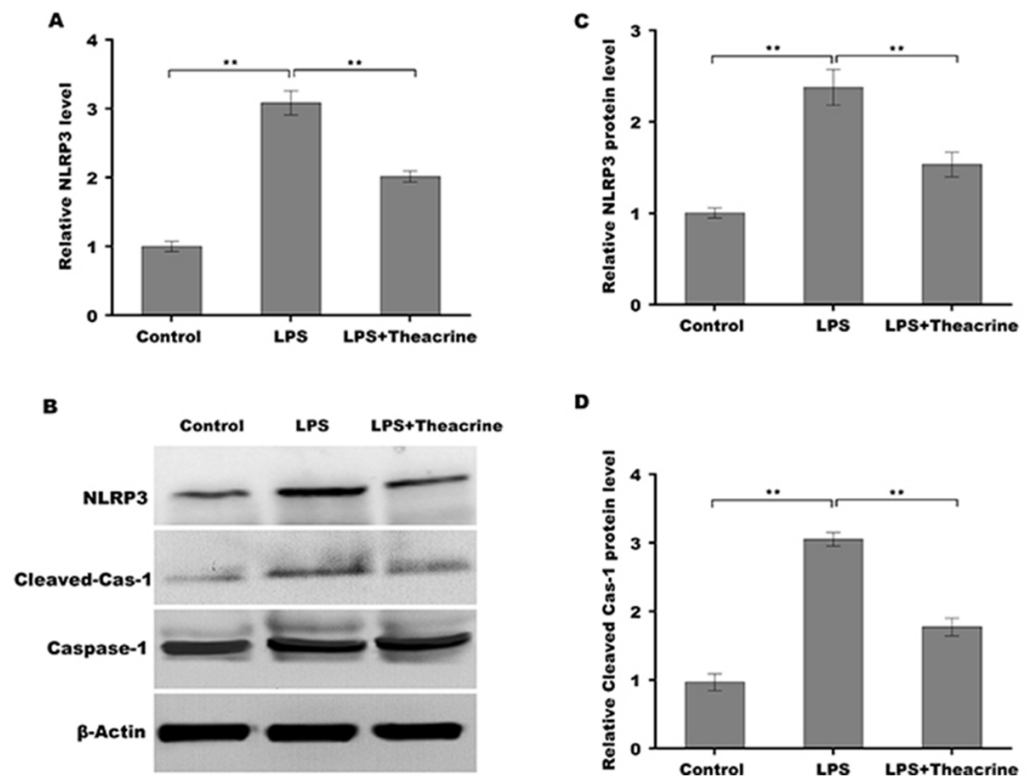 A
Relative NLRP3 level
4
3
2
1
0
**
**
Control
LPS
LPS+Theacrine
B
Control
LPS
LPS+Theacrine
NLRP3
Cleaved-Cas-1
Caspase-1
β-Actin
C
Relative NLRP3 protein level
3
2
1
0
**
**
Control
LPS
LPS+Theacrine
D
Relative Cleaved Cas-1 protein level
4
3
2
1
0
**
**
Control
LPS
LPS+Theacrine